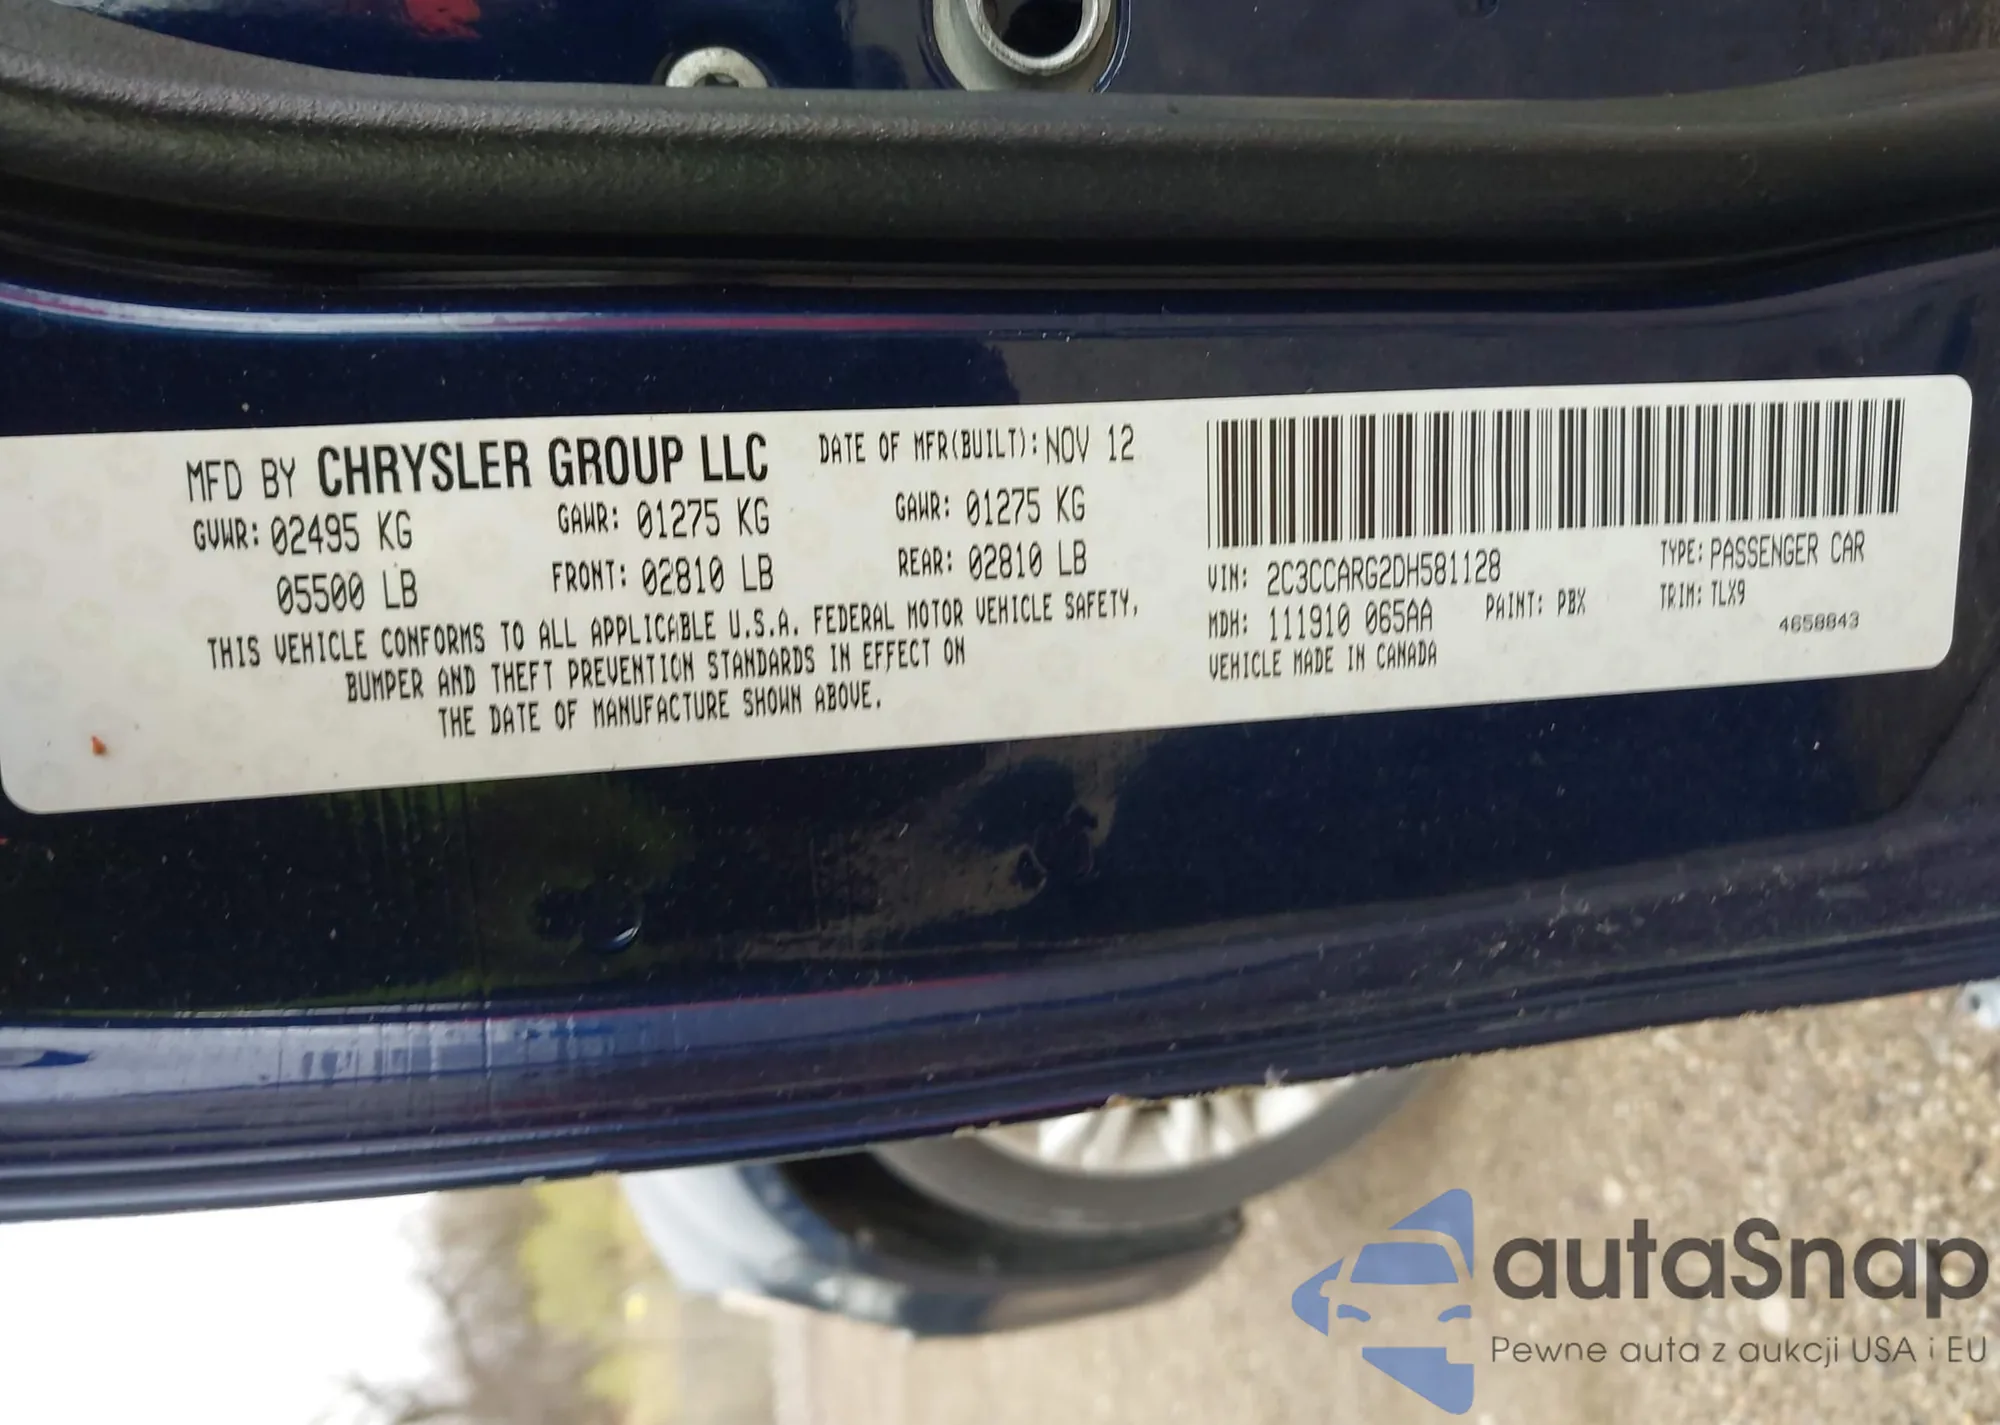 MFD BY CHRYSLER GROUP LLC DATE OF MFR(BUILT): NOV 12
GVWR: 02495 KG GAWR: 01275 KG GAWR: 01275 KG
05500 LB FRONT: 02810 LB REAR: 02810 LB
THIS VEHICLE CONFORMS TO ALL APPLICABLE U.S.A. FEDERAL MOTOR VEHICLE SAFETY,
BUMPER AND THEFT PREVENTION STANDARDS IN EFFECT ON
THE DATE OF MANUFACTURE SHOWN ABOVE.
VIN: 2C3CCARG2DH581128 TYPE: PASSENGER CAR
MDH: 111910 065AA PAINT: PBX TRIM: TLX9
VEHICLE MADE IN CANADA 4658843
autaSnap
Pewne auta z aukcji USA i EU